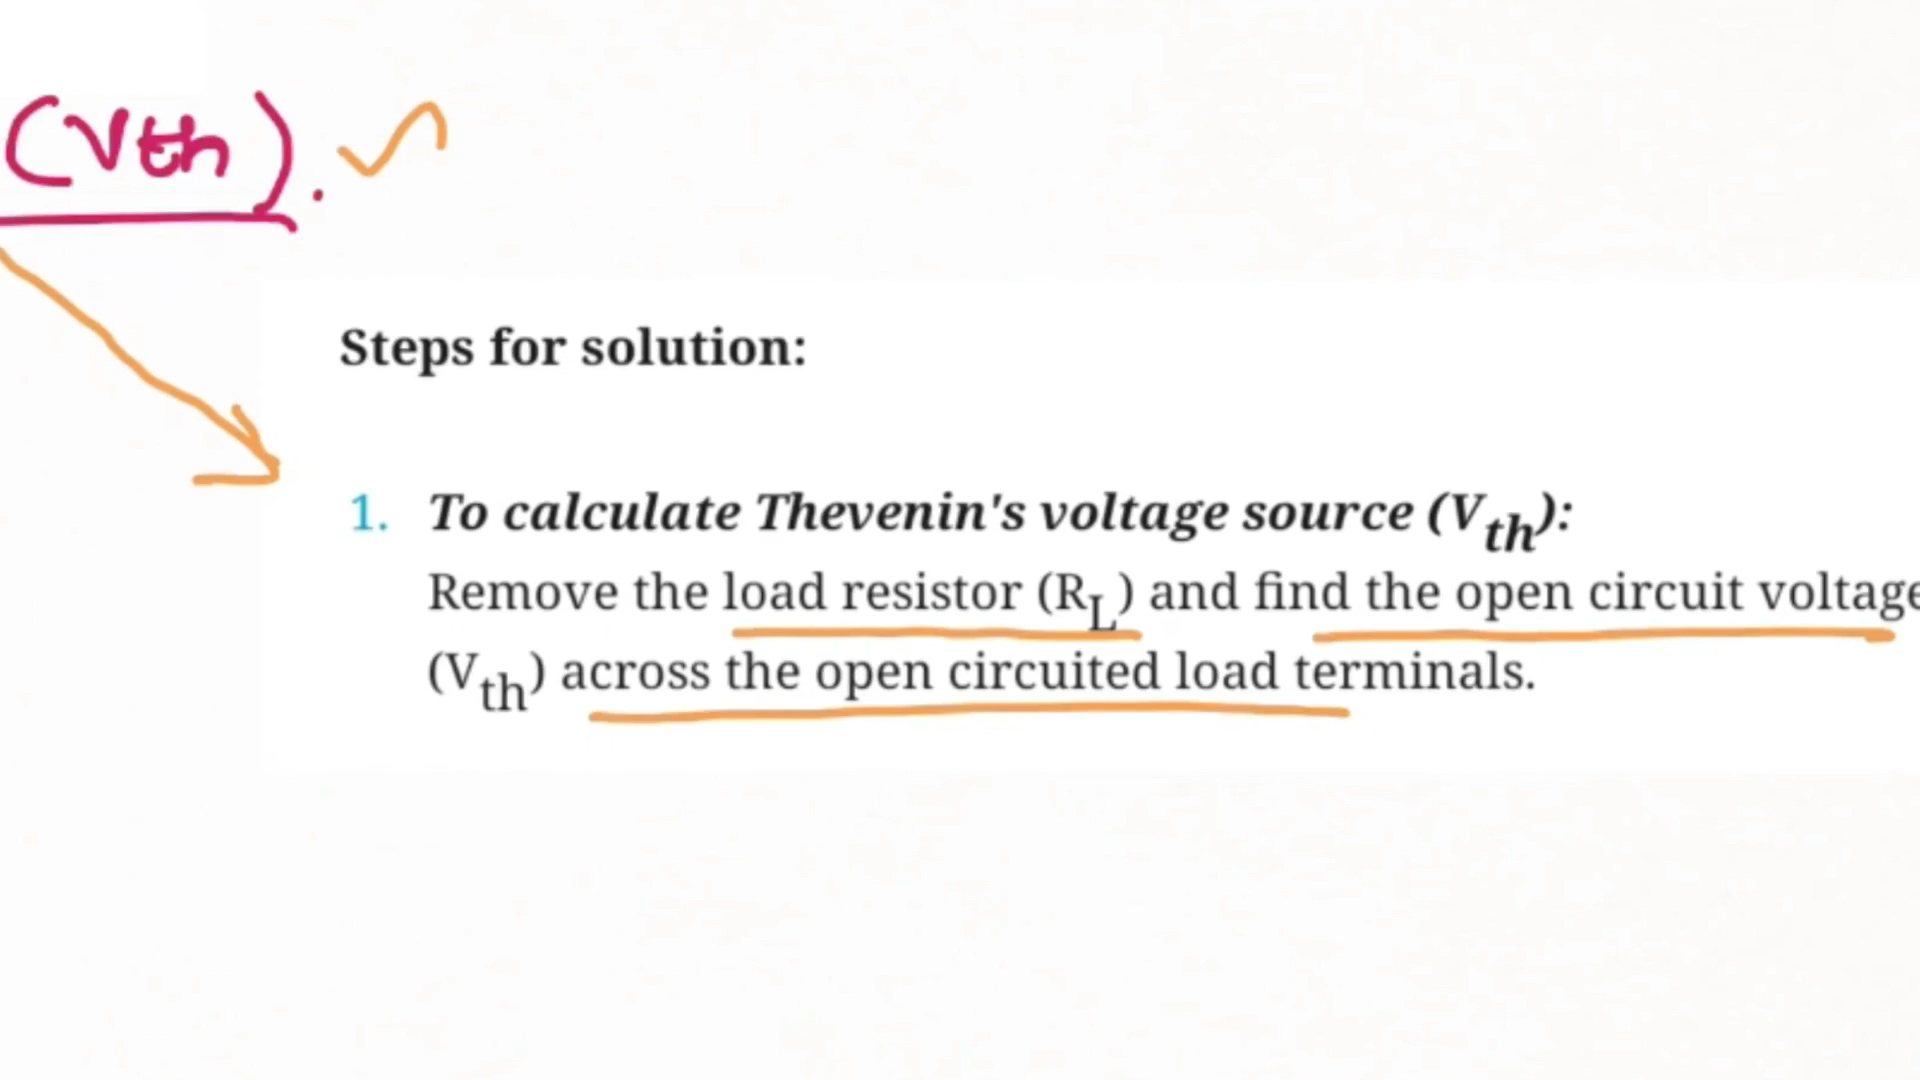 (Vth).
Steps for solution:
1. To calculate Thevenin's voltage source (Vth):
Remove the load resistor (RL) and find the open circuit voltage
(Vth) across the open circuited load terminals.